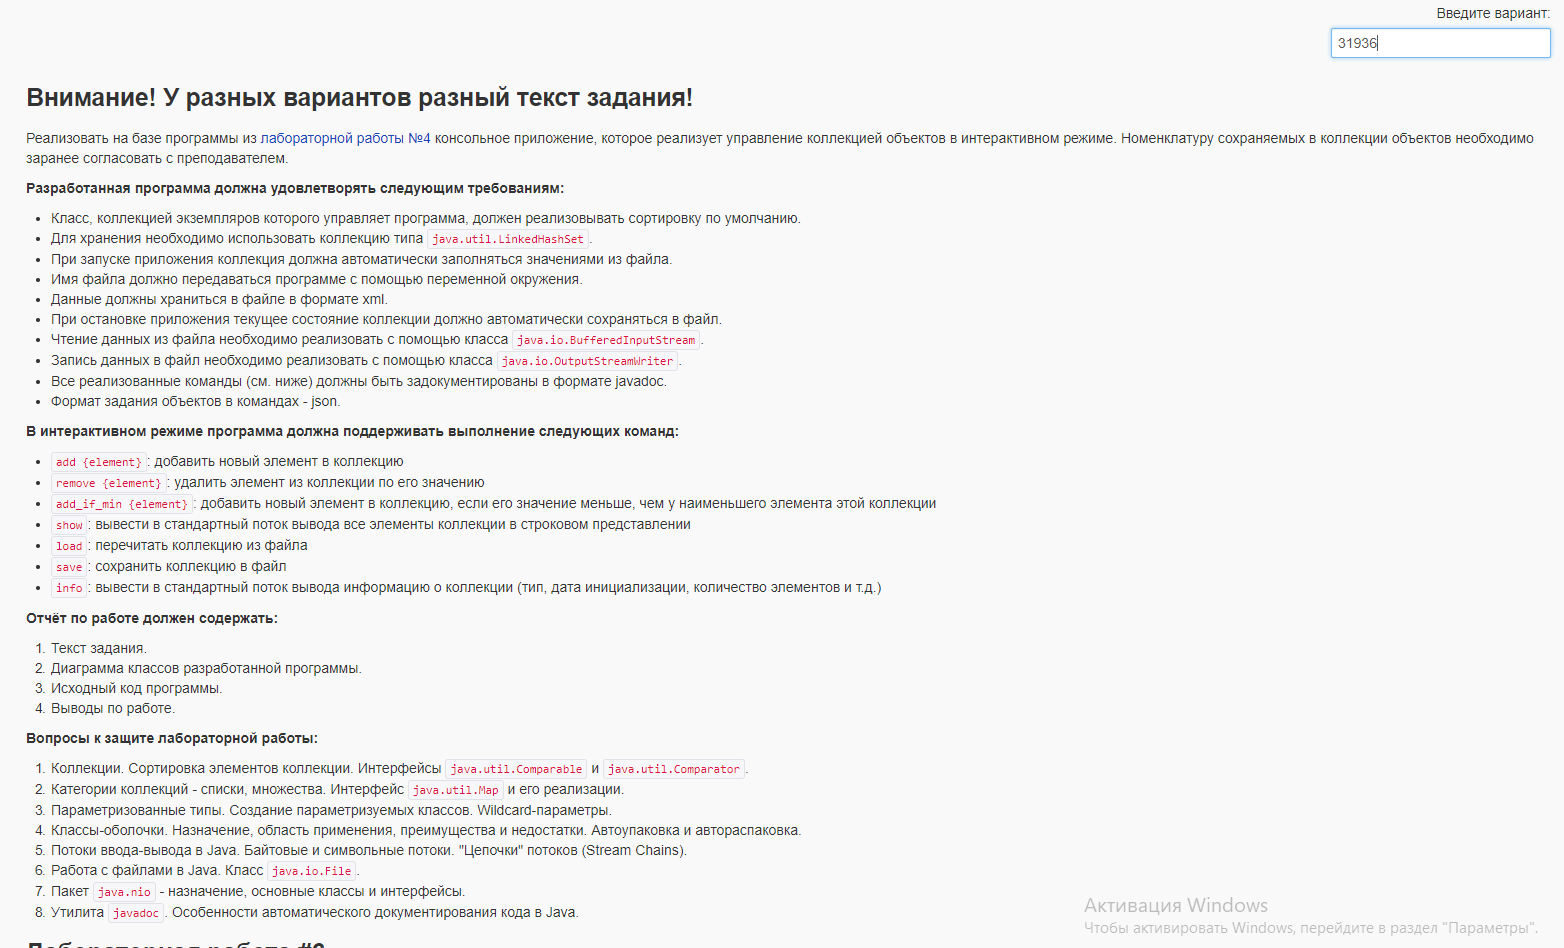 Введите вариант:
31936
Внимание! У разных вариантов разный текст задания!
Реализовать на базе программы из лабораторной работы №4 консольное приложение, которое реализует управление коллекцией объектов в интерактивном режиме. Номенклатуру сохраняемых в коллекции объектов необходимо
заранее согласовать с преподавателем.
Разработанная программа должна удовлетворять следующим требованиям:
• Класс, коллекцией экземпляров которого управляет программа, должен реализовывать сортировку по умолчанию.
• Для хранения необходимо использовать коллекцию типа java.util.LinkedHashSet.
• При запуске приложения коллекция должна автоматически заполняться значениями из файла.
• Имя файла должно передаваться программе с помощью переменной окружения.
• Данные должны храниться в файле в формате xml.
• При остановке приложения текущее состояние коллекции должно автоматически сохраняться в файл.
• Чтение данных из файла необходимо реализовать с помощью класса java.io.BufferedInputStream.
• Запись данных в файл необходимо реализовать с помощью класса java.io.OutputStreamWriter.
• Все реализованные команды (см. ниже) должны быть задокументированы в формате javadoc.
• Формат задания объектов в командах - json.
В интерактивном режиме программа должна поддерживать выполнение следующих команд:
• add {element}: добавить новый элемент в коллекцию
• remove {element}: удалить элемент из коллекции по его значению
• add_if_min {element}: добавить новый элемент в коллекцию, если его значение меньше, чем у наименьшего элемента этой коллекции
• show: вывести в стандартный поток вывода все элементы коллекции в строковом представлении
• load: перечитать коллекцию из файла
• save: сохранить коллекцию в файл
• info: вывести в стандартный поток вывода информацию о коллекции (тип, дата инициализации, количество элементов и т.д.)
Отчёт по работе должен содержать:
1. Текст задания.
2. Диаграмма классов разработанной программы.
3. Исходный код программы.
4. Выводы по работе.
Вопросы к защите лабораторной работы:
1. Коллекции. Сортировка элементов коллекции. Интерфейсы java.util.Comparable и java.util.Comparator.
2. Категории коллекций - списки, множества. Интерфейс java.util.Map и его реализации.
3. Параметризованные типы. Создание параметризуемых классов. Wildcard-параметры.
4. Классы-оболочки. Назначение, область применения, преимущества и недостатки. Автоупаковка и автораспаковка.
5. Потоки ввода-вывода в Java. Байтовые и символьные потоки. "Цепочки" потоков (Stream Chains).
6. Работа с файлами в Java. Класс java.io.File.
7. Пакет java.nio - назначение, основные классы и интерфейсы.
8. Утилита javadoc. Особенности автоматического документирования кода в Java.
Активация Windows
Чтобы активировать Windows, перейдите в раздел "Параметры".